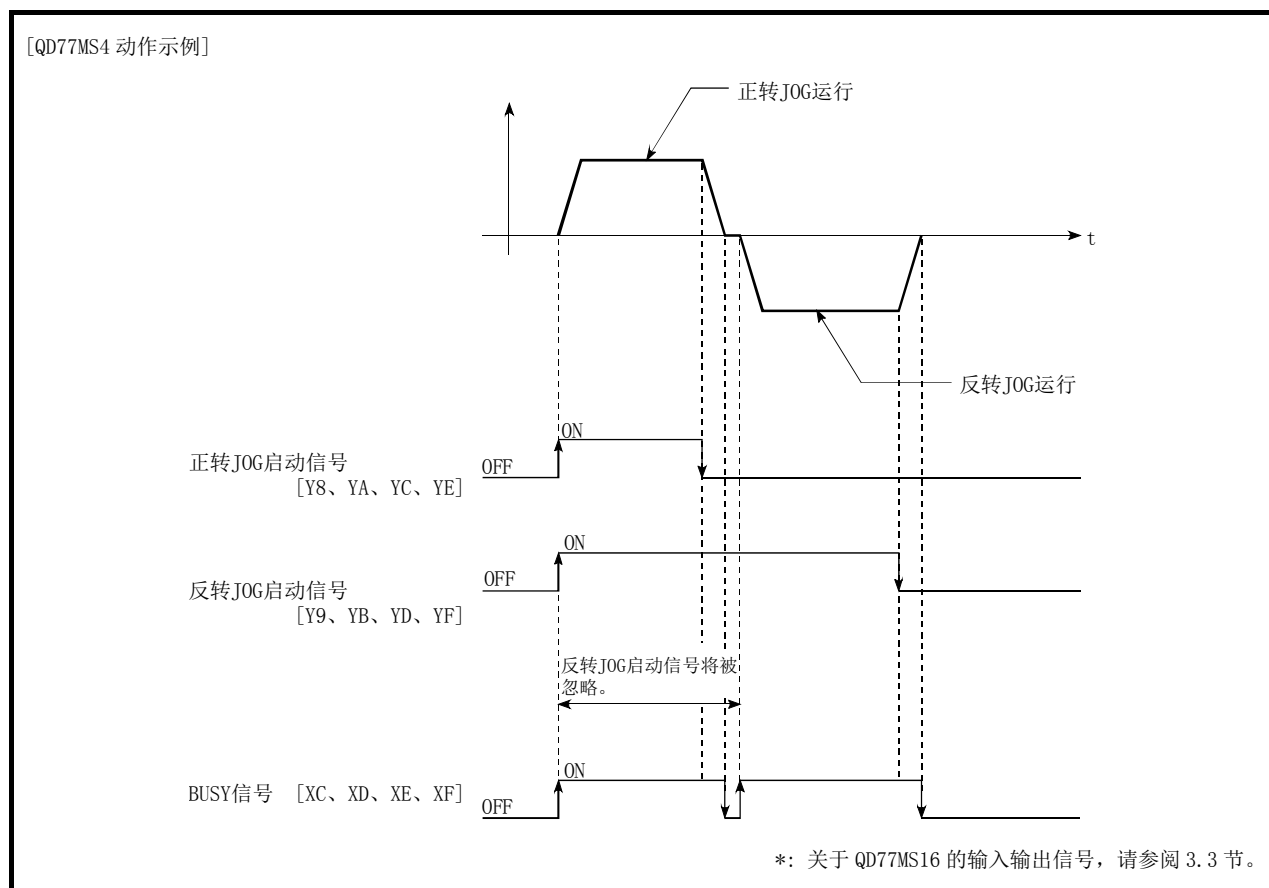 [QD77MS4 动作示例]
正转JOG运行
t
反转JOG运行
ON
正转JOG启动信号
OFF
[Y8、YA、YC、YE]
ON
反转JOG启动信号
OFF
[Y9、YB、YD、YF]
反转JOG启动信号将被
忽略。
ON
BUSY信号 [XC、XD、XE、XF]
OFF
*: 关于 QD77MS16 的输入输出信号，请参阅 3.3 节。